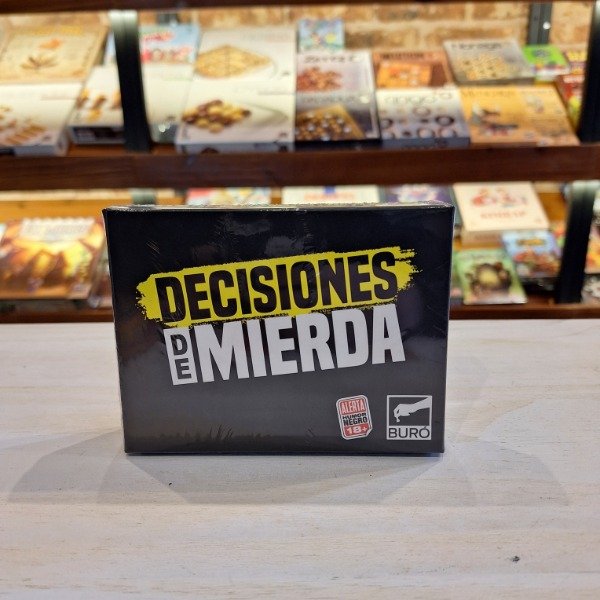 DECISIONES
DE MIERDA
ALERTA
HUMOR
NEGRO
18+
BURÓ